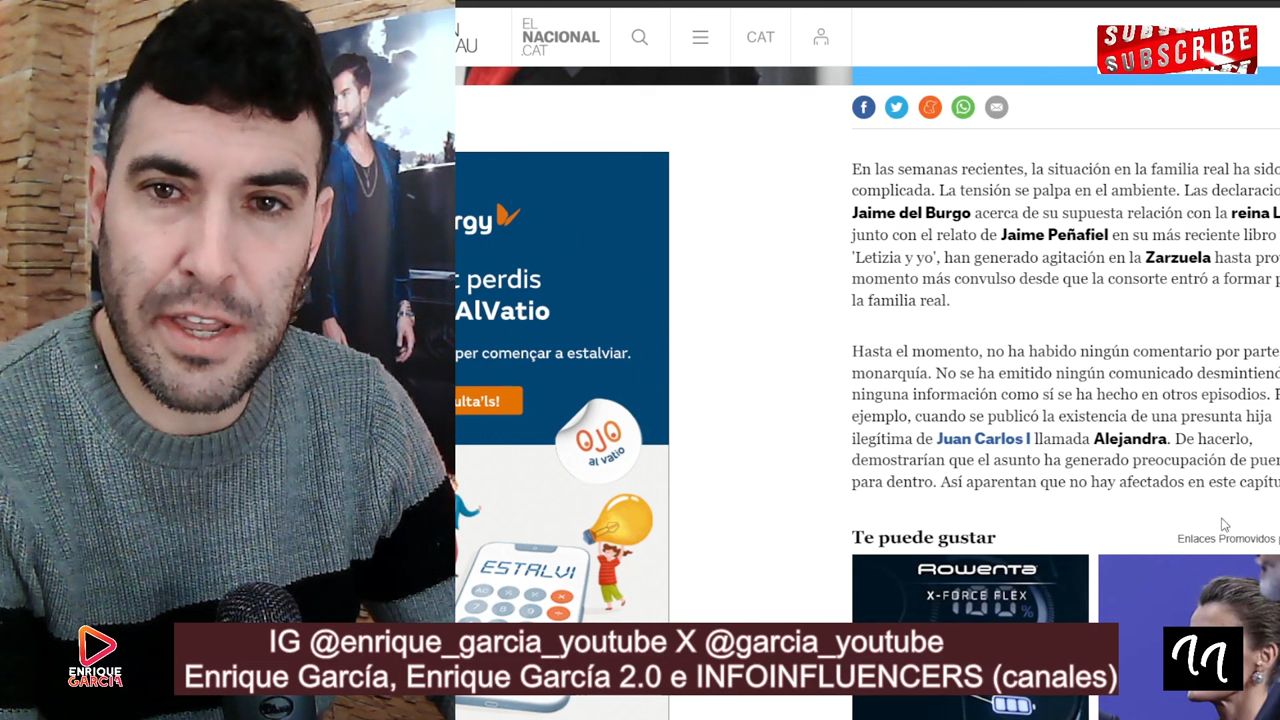 AU
EL
NACIONAL
.CAT
CAT
SUBSCRIBE
SUBSCRIBE
En las semanas recientes, la situación en la familia real ha sido
complicada. La tensión se palpa en el ambiente. Las declaracio
Jaime del Burgo acerca de su supuesta relación con la reina L
junto con el relato de Jaime Peñafiel en su más reciente libro
'Letizia y yo', han generado agitación en la Zarzuela hasta pro
momento más convulso desde que la consorte entró a formar p
la familia real.
Hasta el momento, no ha habido ningún comentario por parte
monarquía. No se ha emitido ningún comunicado desmintiend
ninguna información como sí se ha hecho en otros episodios. P
ejemplo, cuando se publicó la existencia de una presunta hija
ilegítima de Juan Carlos I llamada Alejandra. De hacerlo,
demostrarían que el asunto ha generado preocupación de puer
para dentro. Así aparentan que no hay afectados en este capítu
Te puede gustar
Enlaces Promovidos p
rgy
t perdis
AlVatio
per començar a estalviar.
ulta'ls!
OJO
al vatio
ESTALVI
AC
7 8 9
ROWENTA
X-FORCE FLEX
100%
IG @enrique_garcia_youtube X @garcia_youtube
Enrique García, Enrique García 2.0 e INFOINFLUENCERS (canales)
ENRIQUE
GARCÍA